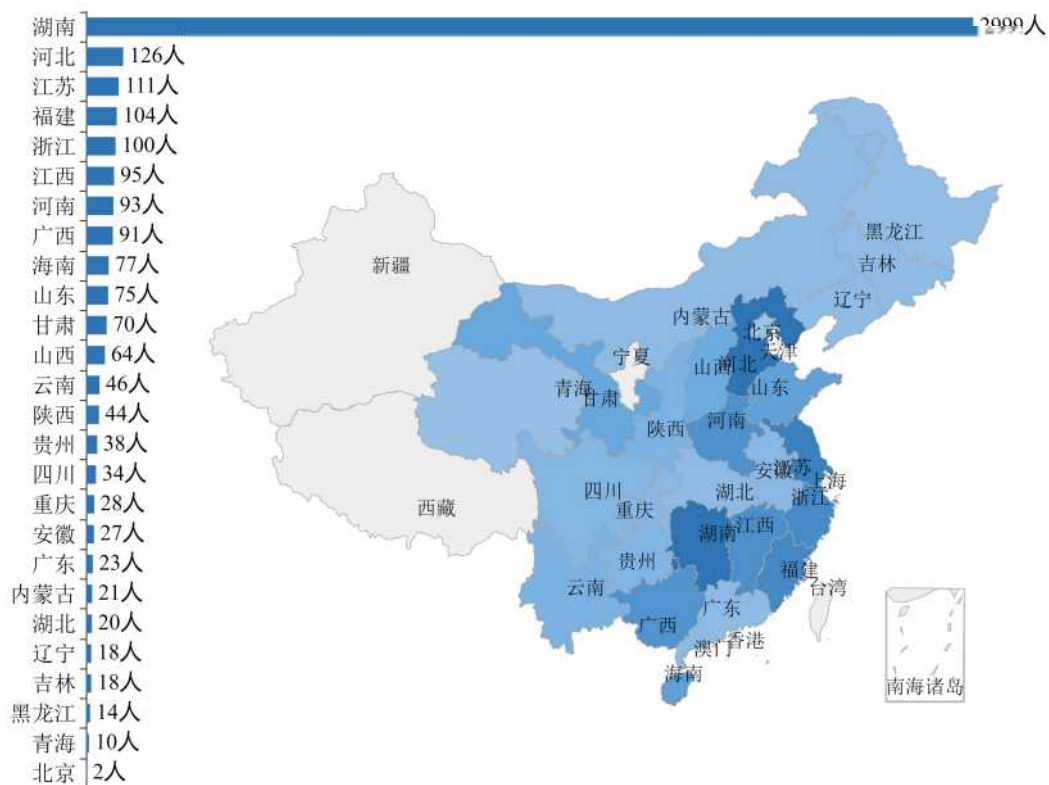 湖南 2999人
河北 126人
江苏 111人
福建 104人
浙江 100人
江西 95人
河南 93人
广西 91人
海南 77人
山东 75人
甘肃 70人
山西 64人
云南 46人
陕西 44人
贵州 38人
四川 34人
重庆 28人
安徽 27人
广东 23人
内蒙古 21人
湖北 20人
辽宁 18人
吉林 18人
黑龙江 14人
青海 10人
北京 2人
黑龙江
新疆
吉林
辽宁
内蒙古
北京
天津
宁夏
山西
河北
青海
甘肃
山东
河南
陕西
安徽
江苏
上海
四川
湖北
浙江
西藏
重庆
湖南
江西
贵州
福建
云南
台湾
广东
广西
香港
澳门
海南
南海诸岛